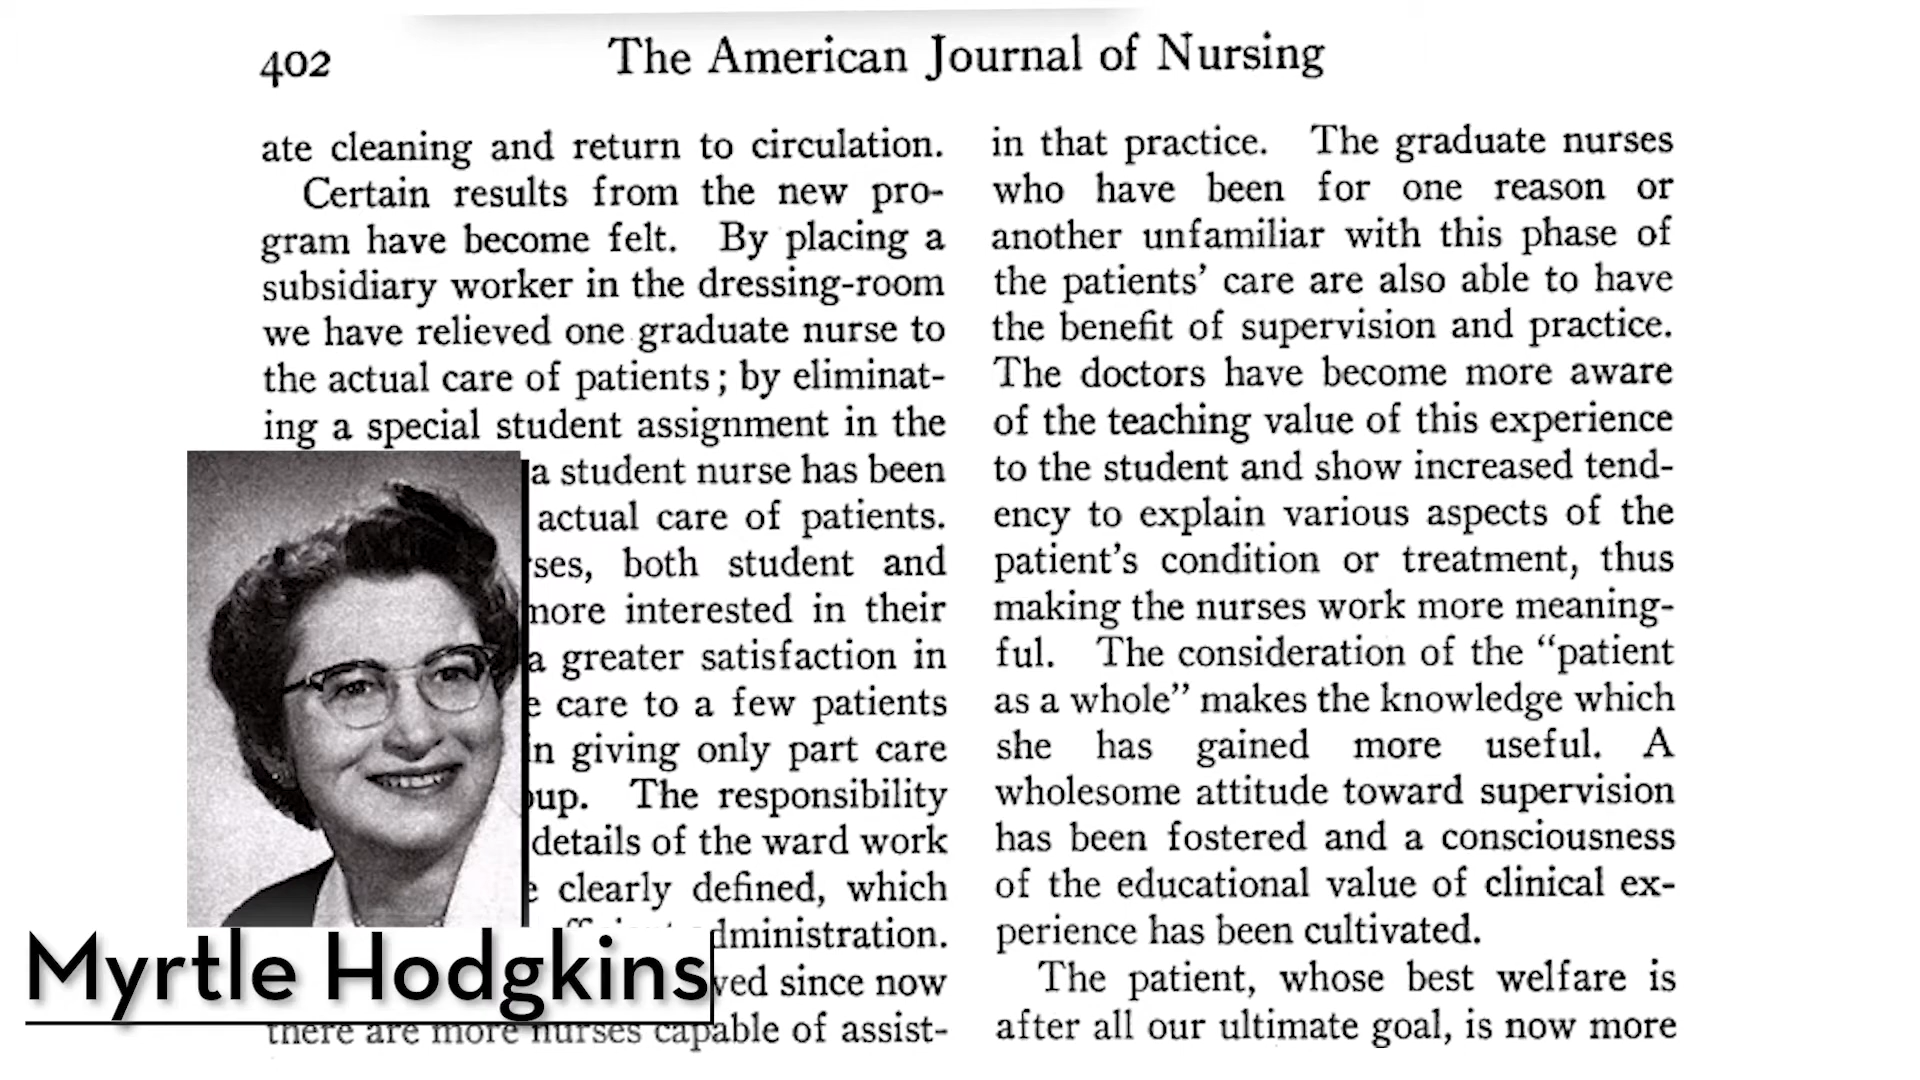 402
The American Journal of Nursing
ate cleaning and return to circulation.
Certain results from the new pro-
gram have become felt. By placing a
subsidiary worker in the dressing-room
we have relieved one graduate nurse to
the actual care of patients; by eliminat-
ing a special student assignment in the
a student nurse has been
actual care of patients.
both student and
more interested in their
a greater satisfaction in
care to a few patients
in giving only part care
The responsibility
details of the ward work
clearly defined, which
since now
there are more nurses capable of assist-
in that practice. The graduate nurses
who have been for one reason or
another unfamiliar with this phase of
the patients' care are also able to have
the benefit of supervision and practice.
The doctors have become more aware
of the teaching value of this experience
to the student and show increased tend-
ency to explain various aspects of the
patient's condition or treatment, thus
making the nurses work more meaning-
ful. The consideration of the “patient
as a whole” makes the knowledge which
she has gained more useful. A
wholesome attitude toward supervision
has been fostered and a consciousness
of the educational value of clinical ex-
perience has been cultivated.
The patient, whose best welfare is
after all our ultimate goal, is now more
Myrtle Hodgkins